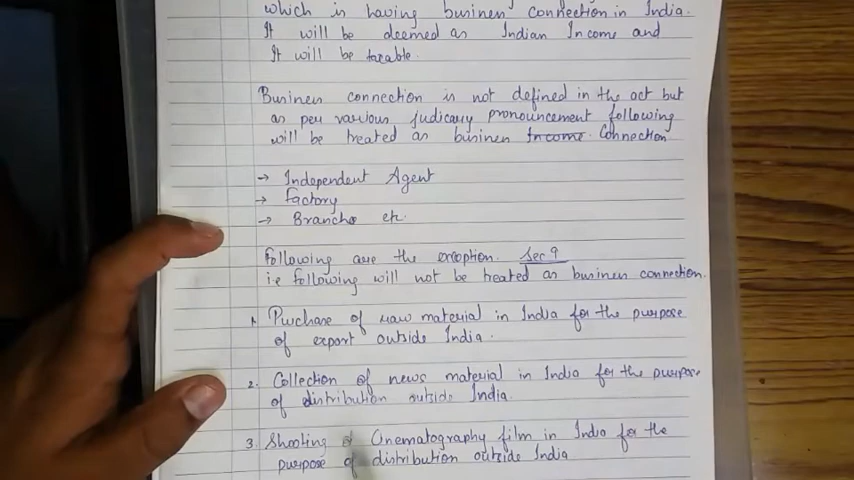 which is having business connection in India.
It will be deemed as Indian Income and
It will be taxable.
Business connection is not defined in the act but
as per various judicary pronouncement following
will be treated as business Income Connection
→ Independent Agent
→ Factory
→ Branch etc.
Following are the exception. Sec 9
i.e following will not be treated as business connection.
1. Purchase of raw material in India for the purpose
of export outside India.
2. Collection of news material in India for the purpose
of distribution outside India
3. Shooting of Cinematography film in India for the
purpose of distribution outside India